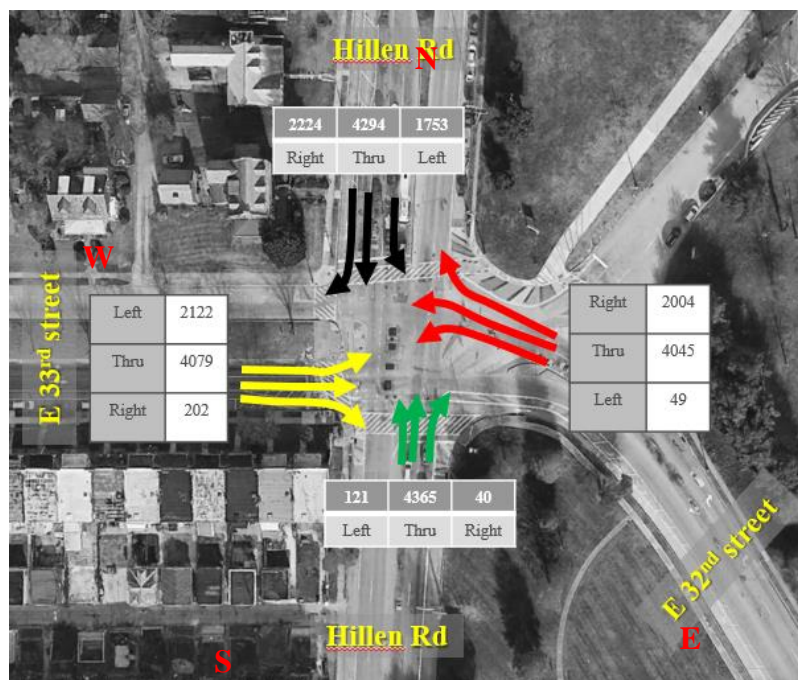 Hillen Rd
N
2224 4294 1753
Right Thru Left
W
E 33rd street
Left 2122
Thru 4079
Right 202
Right 2004
Thru 4045
Left 49
121 4365 40
Left Thru Right
E 32nd street
Hillen Rd
E
S